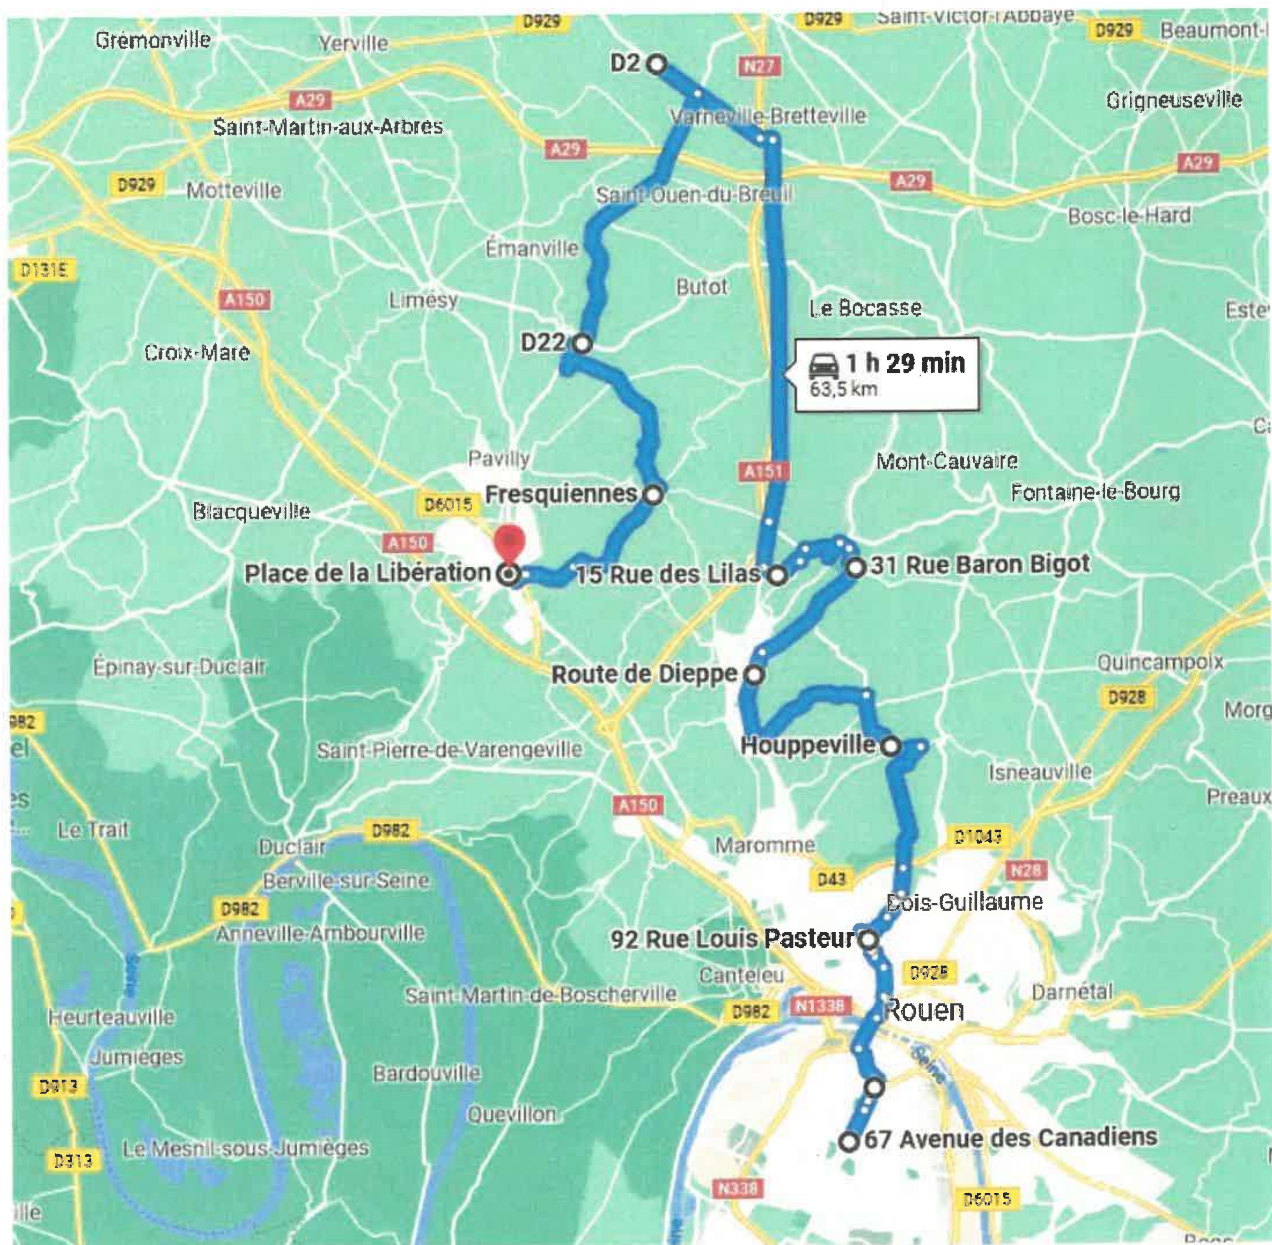 D929
D929
Saint-Victor-l'Abbaye
D929
Grémonville
Yerville
Beaumont-l
D2
N27
A29
Grigneuseville
Saint-Martin-aux-Arbres
Varneville-Bretteville
A29
A29
D929
Motteville
A29
Saint-Ouen-du-Breuil
Bosc-le-Hard
Émanville
D131E
A150
Limésy
Butot
Le Bocasse
Este
Croix-Mare
D22
1 h 29 min
63,5 km
Pavilly
A151
Mont-Cauvaire
Fresquiennes
Fontaine-le-Bourg
D6015
Blacqueville
A150
Place de la Libération
15 Rue des Lilas
31 Rue Baron Bigot
Épinay-sur-Duclair
Route de Dieppe
Quincampoix
D928
Morg
982
el
Saint-Pierre-de-Varengeville
Houppeville
Isneauville
es
A150
Preaux
Le Trait
D982
Duclair
Maromme
D1043
N28
D43
Berville-sur-Seine
D982
Bois-Guillaume
Anneville-Ambourville
92 Rue Louis Pasteur
Seine
Canteleu
D928
Saint-Martin-de-Boscherville
Darnétal
D982
N1338
Rouen
Heurteauville
Jumièges
Seine
Bardouville
D913
Quevillon
67 Avenue des Canadiens
Le Mesnil-sous-Jumièges
D313
N338
D6015
ille